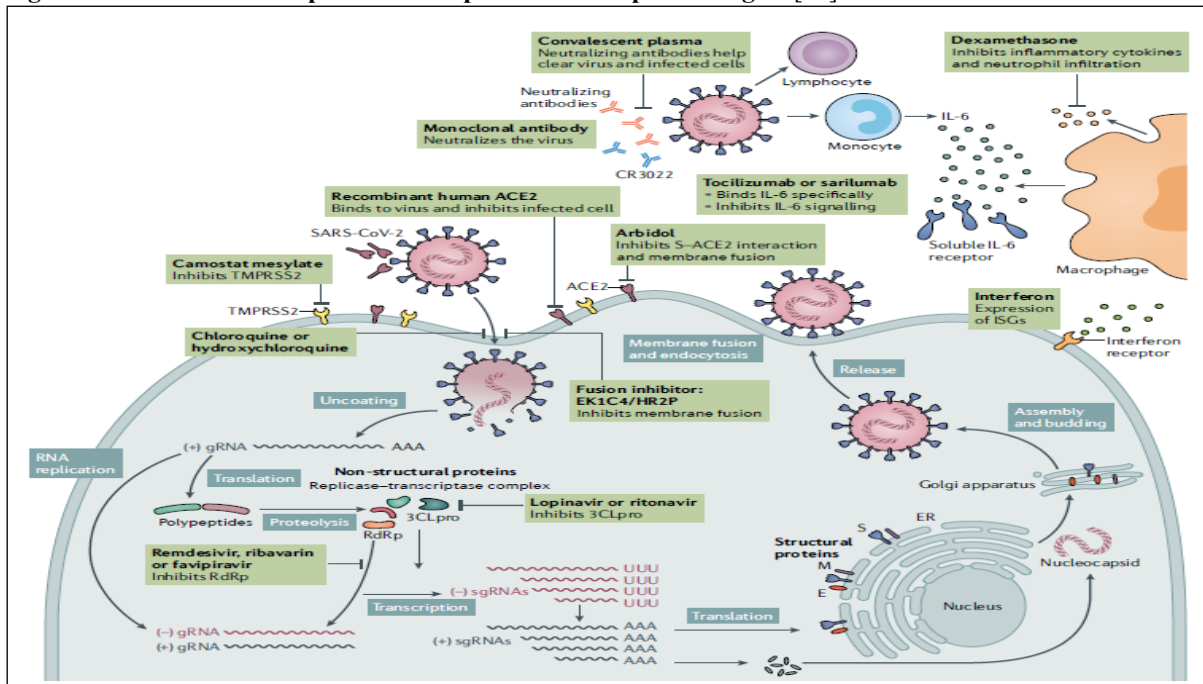 Convalescent plasma
Neutralizing antibodies help
clear virus and infected cells
Dexamethasone
Inhibits inflammatory cytokines
and neutrophil infiltration
Lymphocyte
Neutralizing
antibodies
IL-6
Monoclonal antibody
Neutralizes the virus
Monocyte
CR3022
Recombinant human ACE2
Binds to virus and inhibits infected cell
Tocilizumab or sarilumab
• Binds IL-6 specifically
• Inhibits IL-6 signalling
SARS-CoV-2
Arbidol
Inhibits S–ACE2 interaction
and membrane fusion
Soluble IL-6
receptor
Macrophage
Camostat mesylate
Inhibits TMPRSS2
ACE2
TMPRSS2
Interferon
Expression
of ISGs
Interferon
receptor
Chloroquine or
hydroxychloroquine
Membrane fusion
and endocytosis
Release
Fusion inhibitor:
EK1C4/HR2P
Inhibits membrane fusion
Uncoating
Assembly
and budding
(+) gRNA
AAA
RNA
replication
Translation
Non-structural proteins
Replicase–transcriptase complex
Golgi apparatus
Lopinavir or ritonavir
Inhibits 3CLpro
3CLpro
Polypeptides
Proteolysis
RdRp
ER
S
Structural
proteins
M
E
Nucleocapsid
Remdesivir, ribavarin
or favipiravir
Inhibits RdRp
UUU
UUU
(−) sgRNAs
UUU
UUU
Transcription
Nucleus
Translation
(−) gRNA
(+) gRNA
(+) sgRNAs
AAA
AAA
AAA
AAA